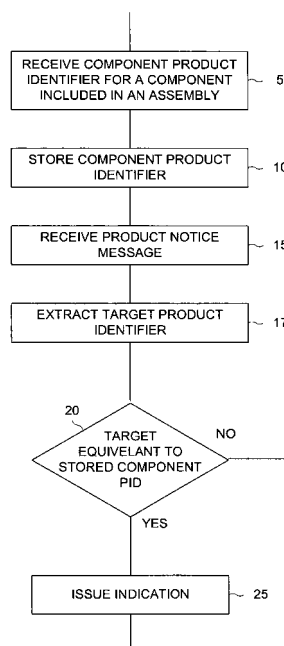 RECEIVE COMPONENT PRODUCT
IDENTIFIER FOR A COMPONENT
INCLUDED IN AN ASSEMBLY
5
STORE COMPONENT PRODUCT
IDENTIFIER
10
RECEIVE PRODUCT NOTICE
MESSAGE
15
EXTRACT TARGET PRODUCT
IDENTIFIER
17
20
TARGET
EQUIVELANT TO
STORED COMPONENT
PID
NO
YES
ISSUE INDICATION
25